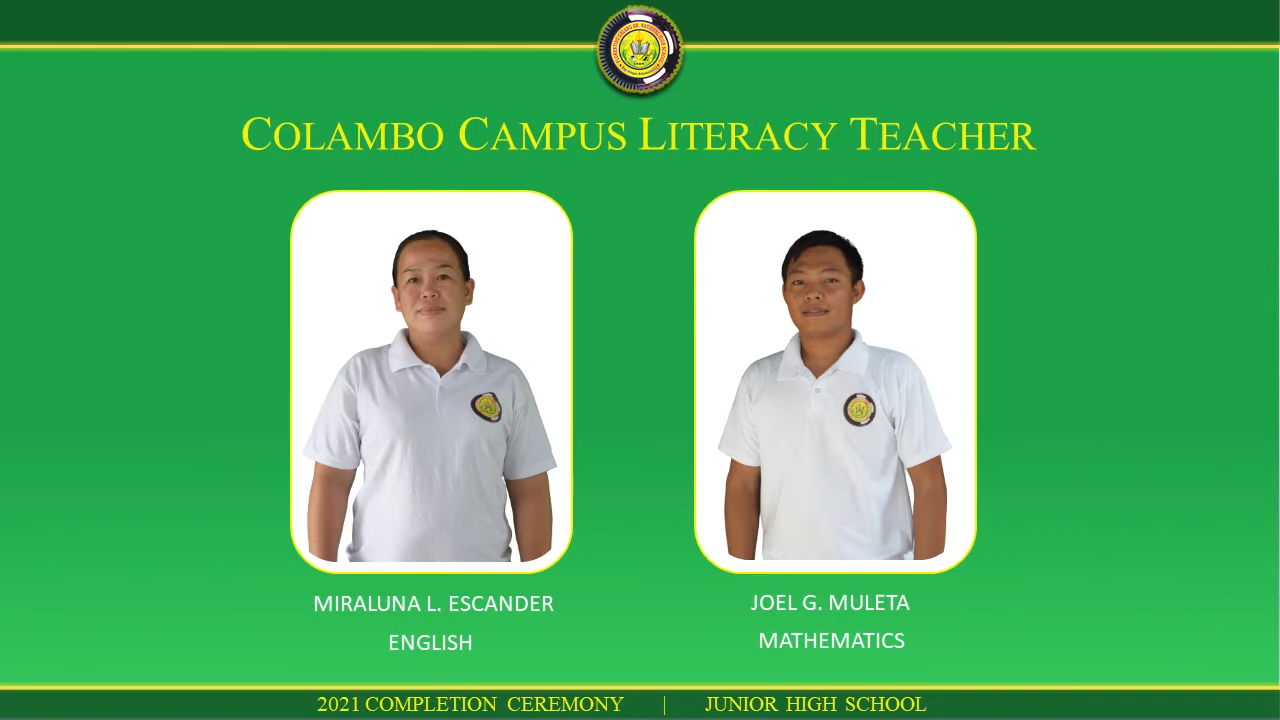 COLAMBO CAMPUS LITERACY TEACHER
MIRALUNA L. ESCANDER
ENGLISH
JOEL G. MULETA
MATHEMATICS
2021 COMPLETION CEREMONY | JUNIOR HIGH SCHOOL